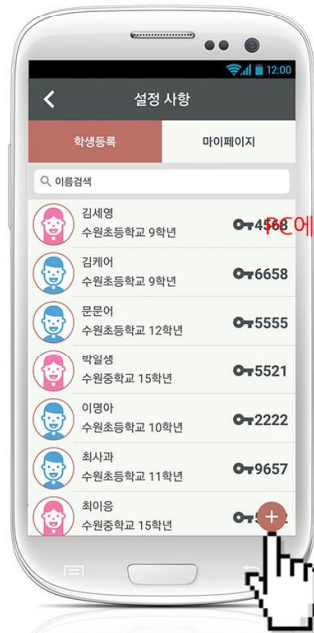 12:00
설정 사항
학생등록
마이페이지
이름검색
김세영
수원초등학교 9학년
4568
PC에
김케어
수원초등학교 9학년
6658
문문어
수원초등학교 12학년
5555
박일생
수원중학교 15학년
5521
이명아
수원초등학교 10학년
2222
최사과
수원초등학교 11학년
9657
최이응
수원중학교 15학년